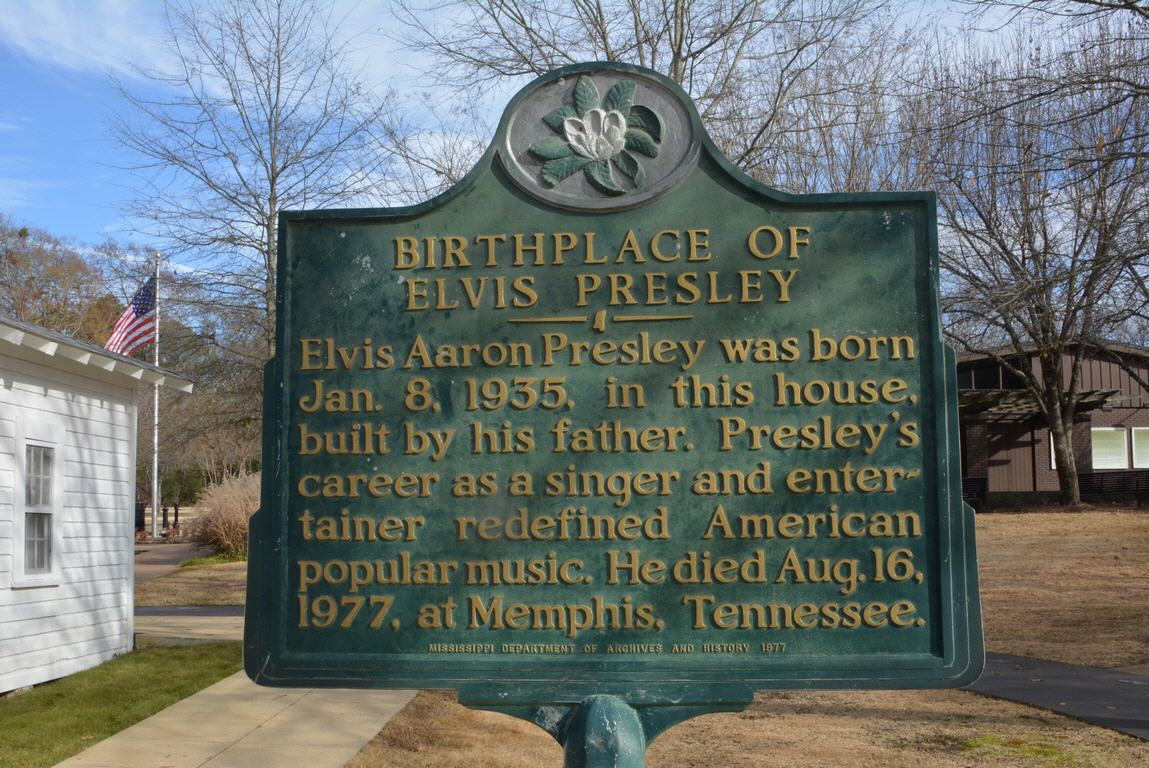 BIRTHPLACE OF
ELVIS PRESLEY
Elvis Aaron Presley was born
Jan. 8, 1935, in this house,
built by his father. Presley's
career as a singer and enter-
tainer redefined American
popular music. He died Aug. 16,
1977, at Memphis, Tennessee.
MISSISSIPPI DEPARTMENT OF ARCHIVES AND HISTORY 1977